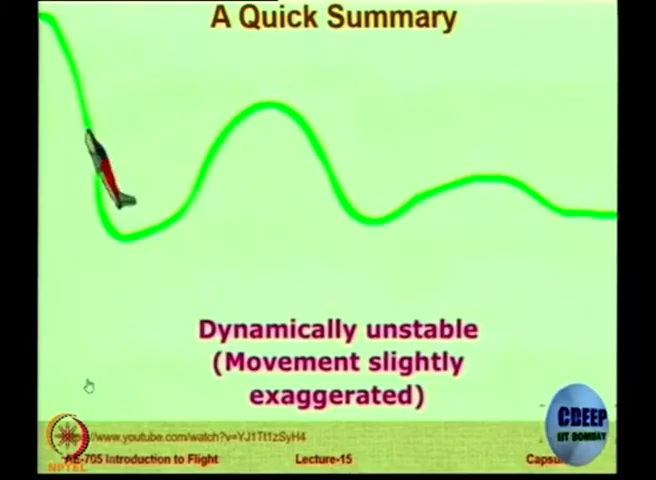 A Quick Summary
Dynamically unstable
(Movement slightly
exaggerated)
www.youtube.com/watch?v=YJ1Tt1zSyH4
CDEEP
IIT BOMBAY
AE-705 Introduction to Flight
Lecture-15
NPTEL